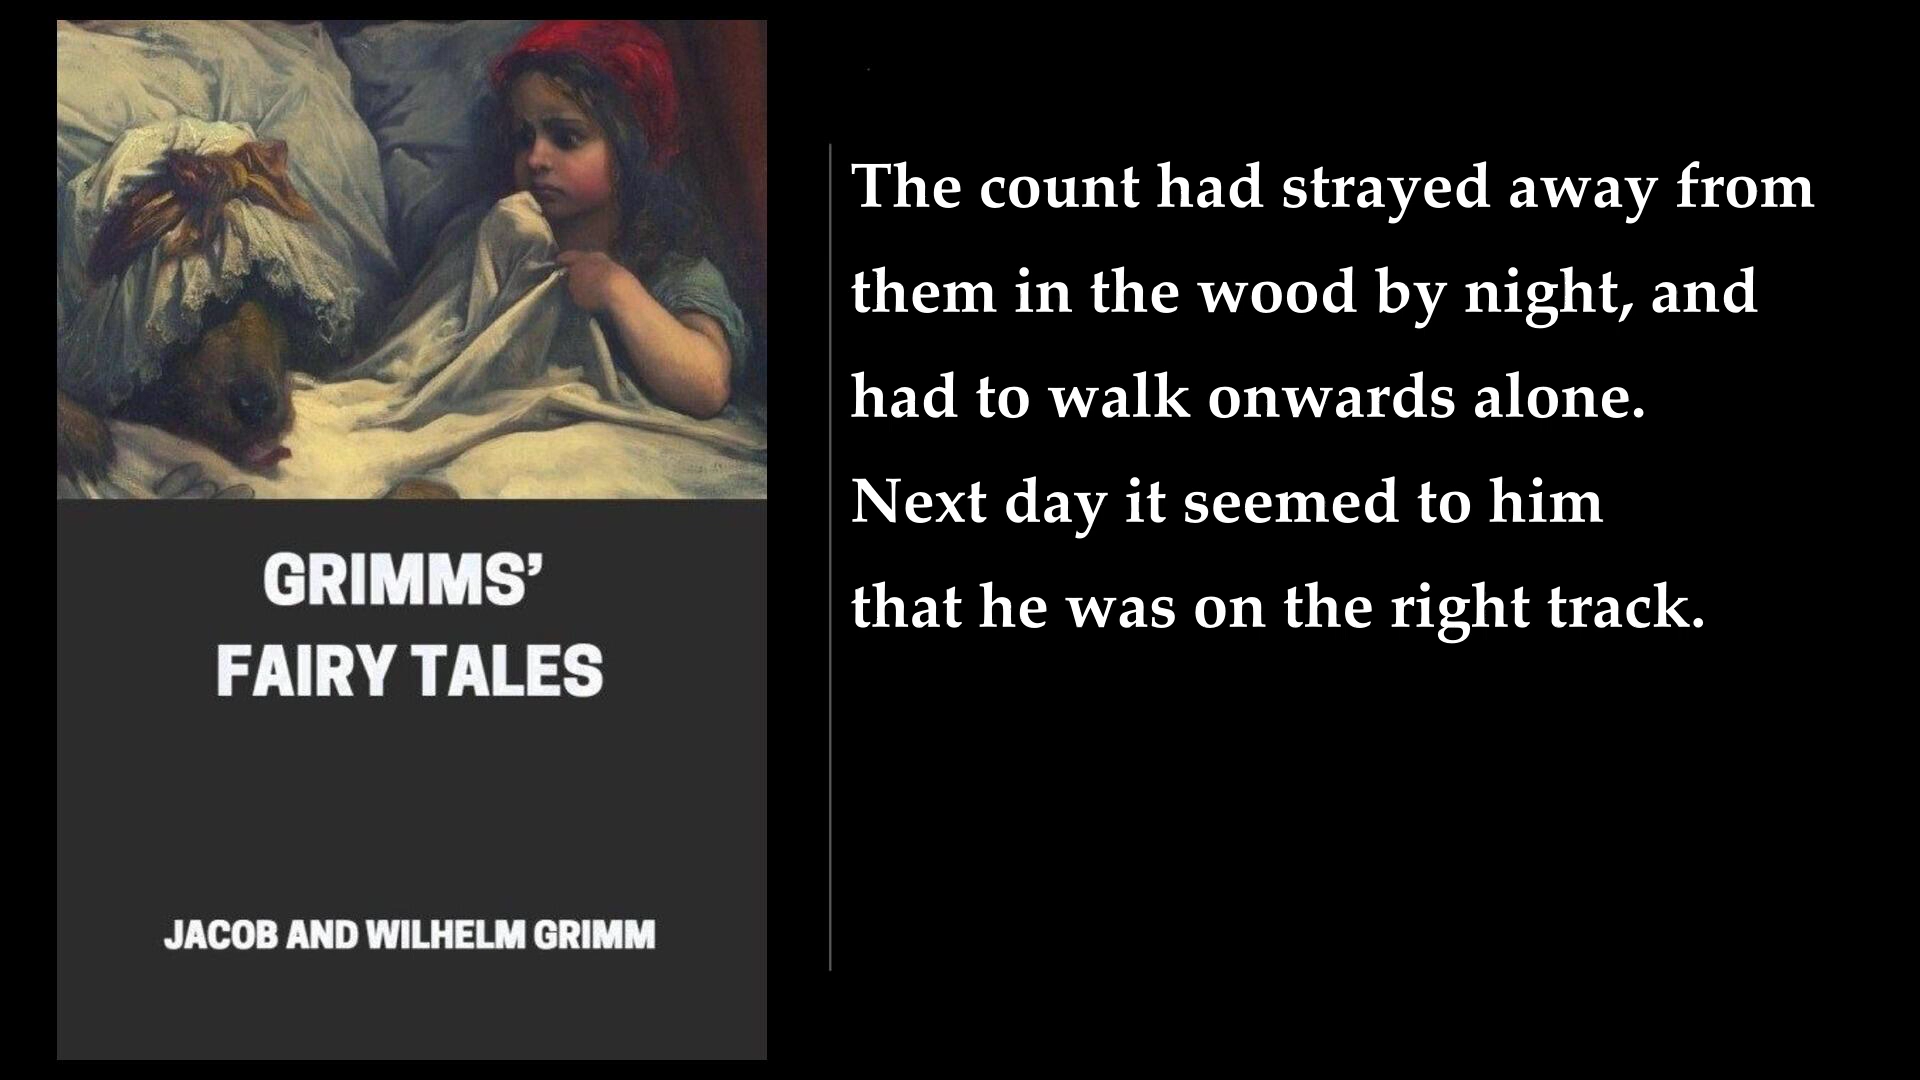 GRIMMS’
FAIRY TALES
JACOB AND WILHELM GRIMM
The count had strayed away from
them in the wood by night, and
had to walk onwards alone.
Next day it seemed to him
that he was on the right track.